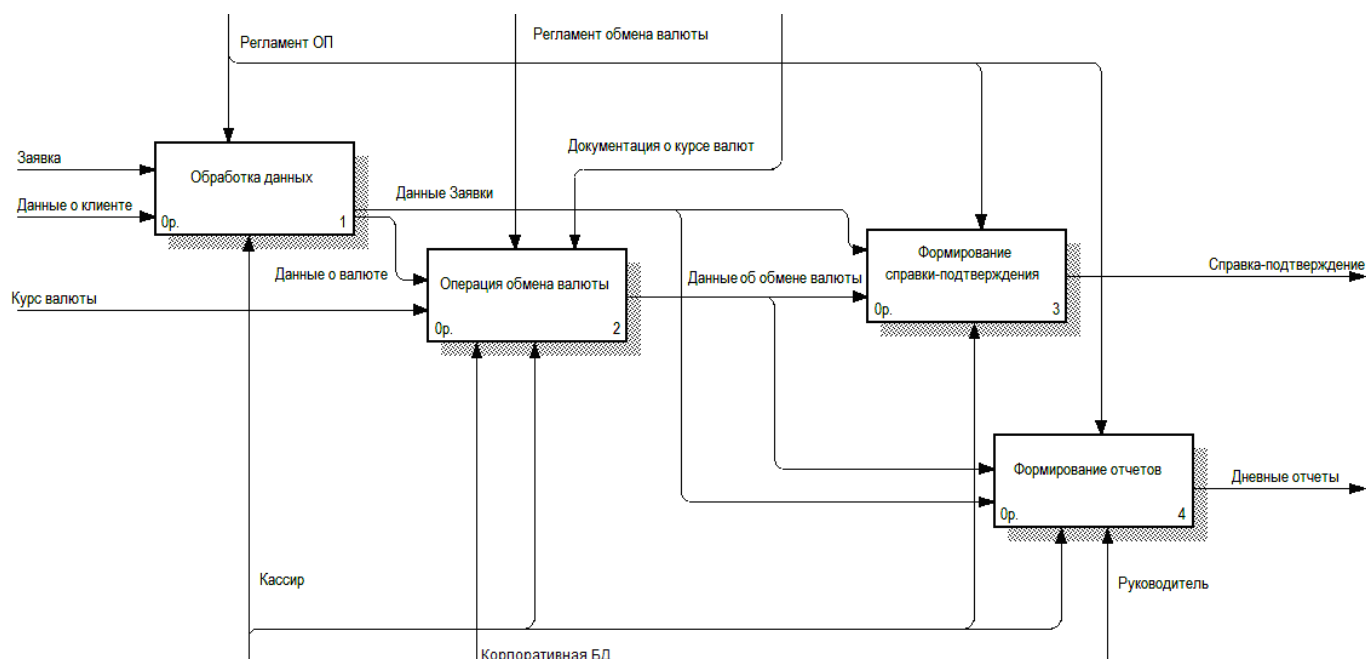 Регламент ОП
Регламент обмена валюты
Заявка
Документация о курсе валют
Обработка данных
Данные Заявки
Данные о клиенте
0р. 1
Формирование
справки-подтверждения
Справка-подтверждение
Данные о валюте
Операция обмена валюты
Данные об обмене валюты
Курс валюты
0р. 3
0р. 2
Формирование отчетов
Дневные отчеты
0р. 4
Кассир
Руководитель
Корпоративная БД